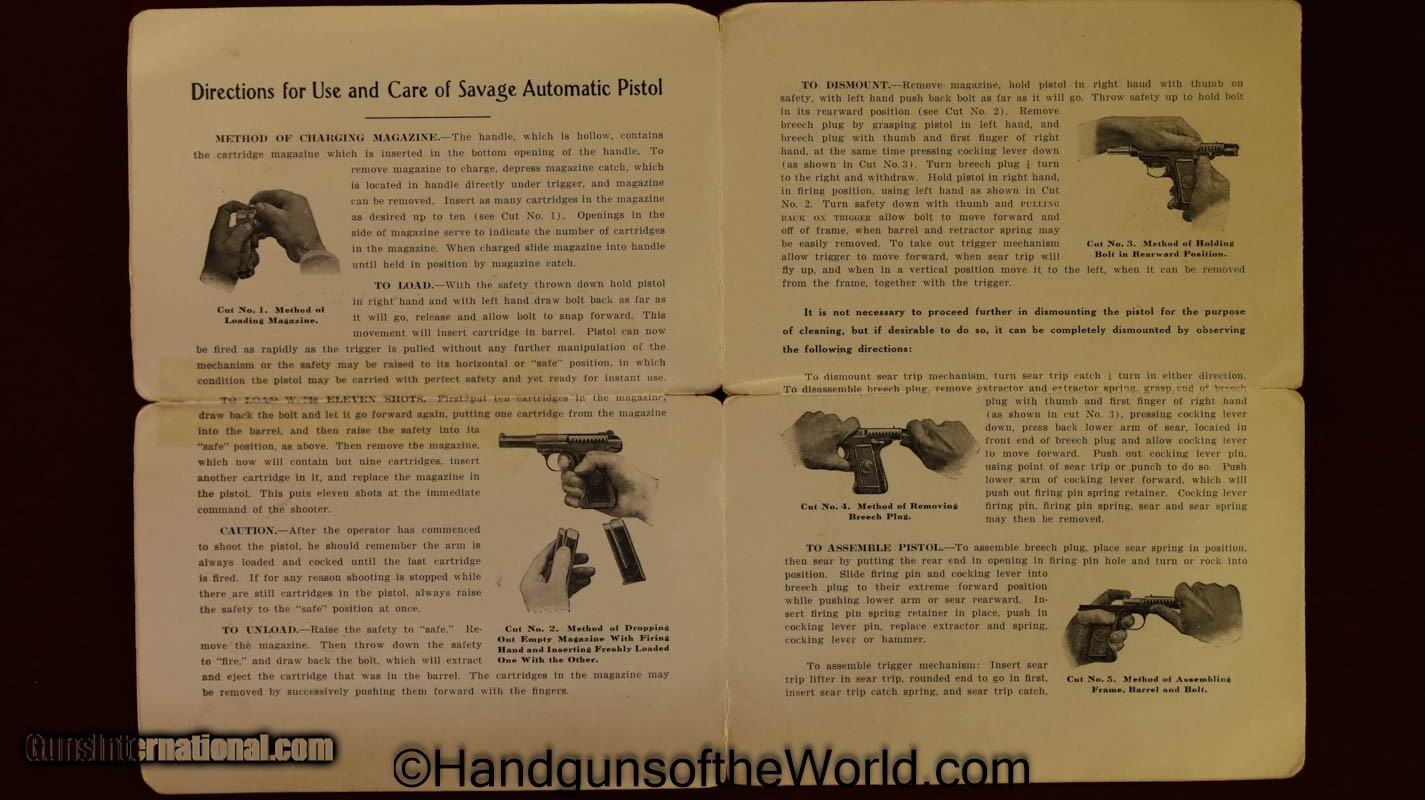 Directions for Use and Care of Savage Automatic Pistol
METHOD OF CHARGING MAGAZINE.—The handle, which is hollow, contains
the cartridge magazine which is inserted in the bottom opening of the handle. To
remove magazine to charge, depress magazine catch, which
is located in handle directly under trigger, and magazine
can be removed. Insert as many cartridges in the magazine
as desired up to ten (see Cut No. 1). Openings in the
side of magazine serve to indicate the number of cartridges
in the magazine. When charged slide magazine into handle
until held in position by magazine catch.
Cut No. 1. Method of
Loading Magazine.
TO LOAD.—With the safety thrown down hold pistol
in right hand and with left hand draw bolt back as far as
it will go, release and allow bolt to snap forward. This
movement will insert cartridge in barrel. Pistol can now
be fired as rapidly as the trigger is pulled without any further manipulation of the
mechanism or the safety may be raised to its horizontal or "safe" position, in which
condition the pistol may be carried with perfect safety and yet ready for instant use.
TO LOAD WITH ELEVEN SHOTS. First put ten cartridges in the magazine,
draw back the bolt and let it go forward again, putting one cartridge from the magazine
into the barrel, and then raise the safety into its
"safe" position, as above. Then remove the magazine,
which now will contain but nine cartridges, insert
another cartridge in it, and replace the magazine in
the pistol. This puts eleven shots at the immediate
command of the shooter.
CAUTION.—After the operator has commenced
to shoot the pistol, he should remember the arm is
always loaded and cocked until the last cartridge
is fired. If for any reason shooting is stopped while
there are still cartridges in the pistol, always raise
the safety to the "safe" position at once.
TO UNLOAD.—Raise the safety to "safe." Re-
move the magazine. Then throw down the safety
to "fire," and draw back the bolt, which will extract
and eject the cartridge that was in the barrel. The cartridges in the magazine may
be removed by successively pushing them forward with the fingers.
Cut No. 2. Method of Dropping
Out Empty Magazine With Firing
Hand and Inserting Freshly Loaded
One With the Other.
TO DISMOUNT.—Remove magazine, hold pistol in right hand with thumb on
safety, with left hand push back bolt as far as it will go. Throw safety up to hold bolt
in its rearward position (see Cut No. 2). Remove
breech plug by grasping pistol in left hand, and
breech plug with thumb and first finger of right
hand, at the same time pressing cocking lever down
(as shown in Cut No. 3). Turn breech plug ¼ turn
to the right and withdraw. Hold pistol in right hand,
in firing position, using left hand as shown in Cut
No. 2. Turn safety down with thumb and PULLING
BACK ON TRIGGER allow bolt to move forward and
off of frame, when barrel and retractor spring may
be easily removed. To take out trigger mechanism
allow trigger to move forward, when sear trip will
fly up, and when in a vertical position move it to the left, when it can be removed
from the frame, together with the trigger.
Cut No. 3. Method of Holding
Bolt in Rearward Position.
It is not necessary to proceed further in dismounting the pistol for the purpose
of cleaning, but if desirable to do so, it can be completely dismounted by observing
the following directions:
To dismount sear trip mechanism, turn sear trip catch ¼ turn in either direction.
To disassemble breech plug, remove extractor and extractor spring, grasp end of breech
plug with thumb and first finger of right hand
(as shown in cut No. 3), pressing cocking lever
down, press back lower arm of sear, located in
front end of breech plug and allow cocking lever
to move forward. Push out cocking lever pin,
using point of sear trip or punch to do so. Push
lower arm of cocking lever forward, which will
push out firing pin spring retainer. Cocking lever
firing pin, firing pin spring, sear and sear spring
may then be removed.
Cut No. 4. Method of Removing
Breech Plug.
TO ASSEMBLE PISTOL.—To assemble breech plug, place sear spring in position,
then sear by putting the rear end in opening in firing pin hole and turn or rock into
position. Slide firing pin and cocking lever into
breech plug to their extreme forward position
while pushing lower arm or sear rearward. In-
sert firing pin spring retainer in place, push in
cocking lever pin, replace extractor and spring,
cocking lever or hammer.
To assemble trigger mechanism: Insert sear
trip lifter in sear trip, rounded end to go in first,
insert sear trip catch spring, and sear trip catch,
Cut No. 5. Method of Assembling
Frame, Barrel and Bolt.
GunsInternational.com
©HandgunsoftheWorld.com